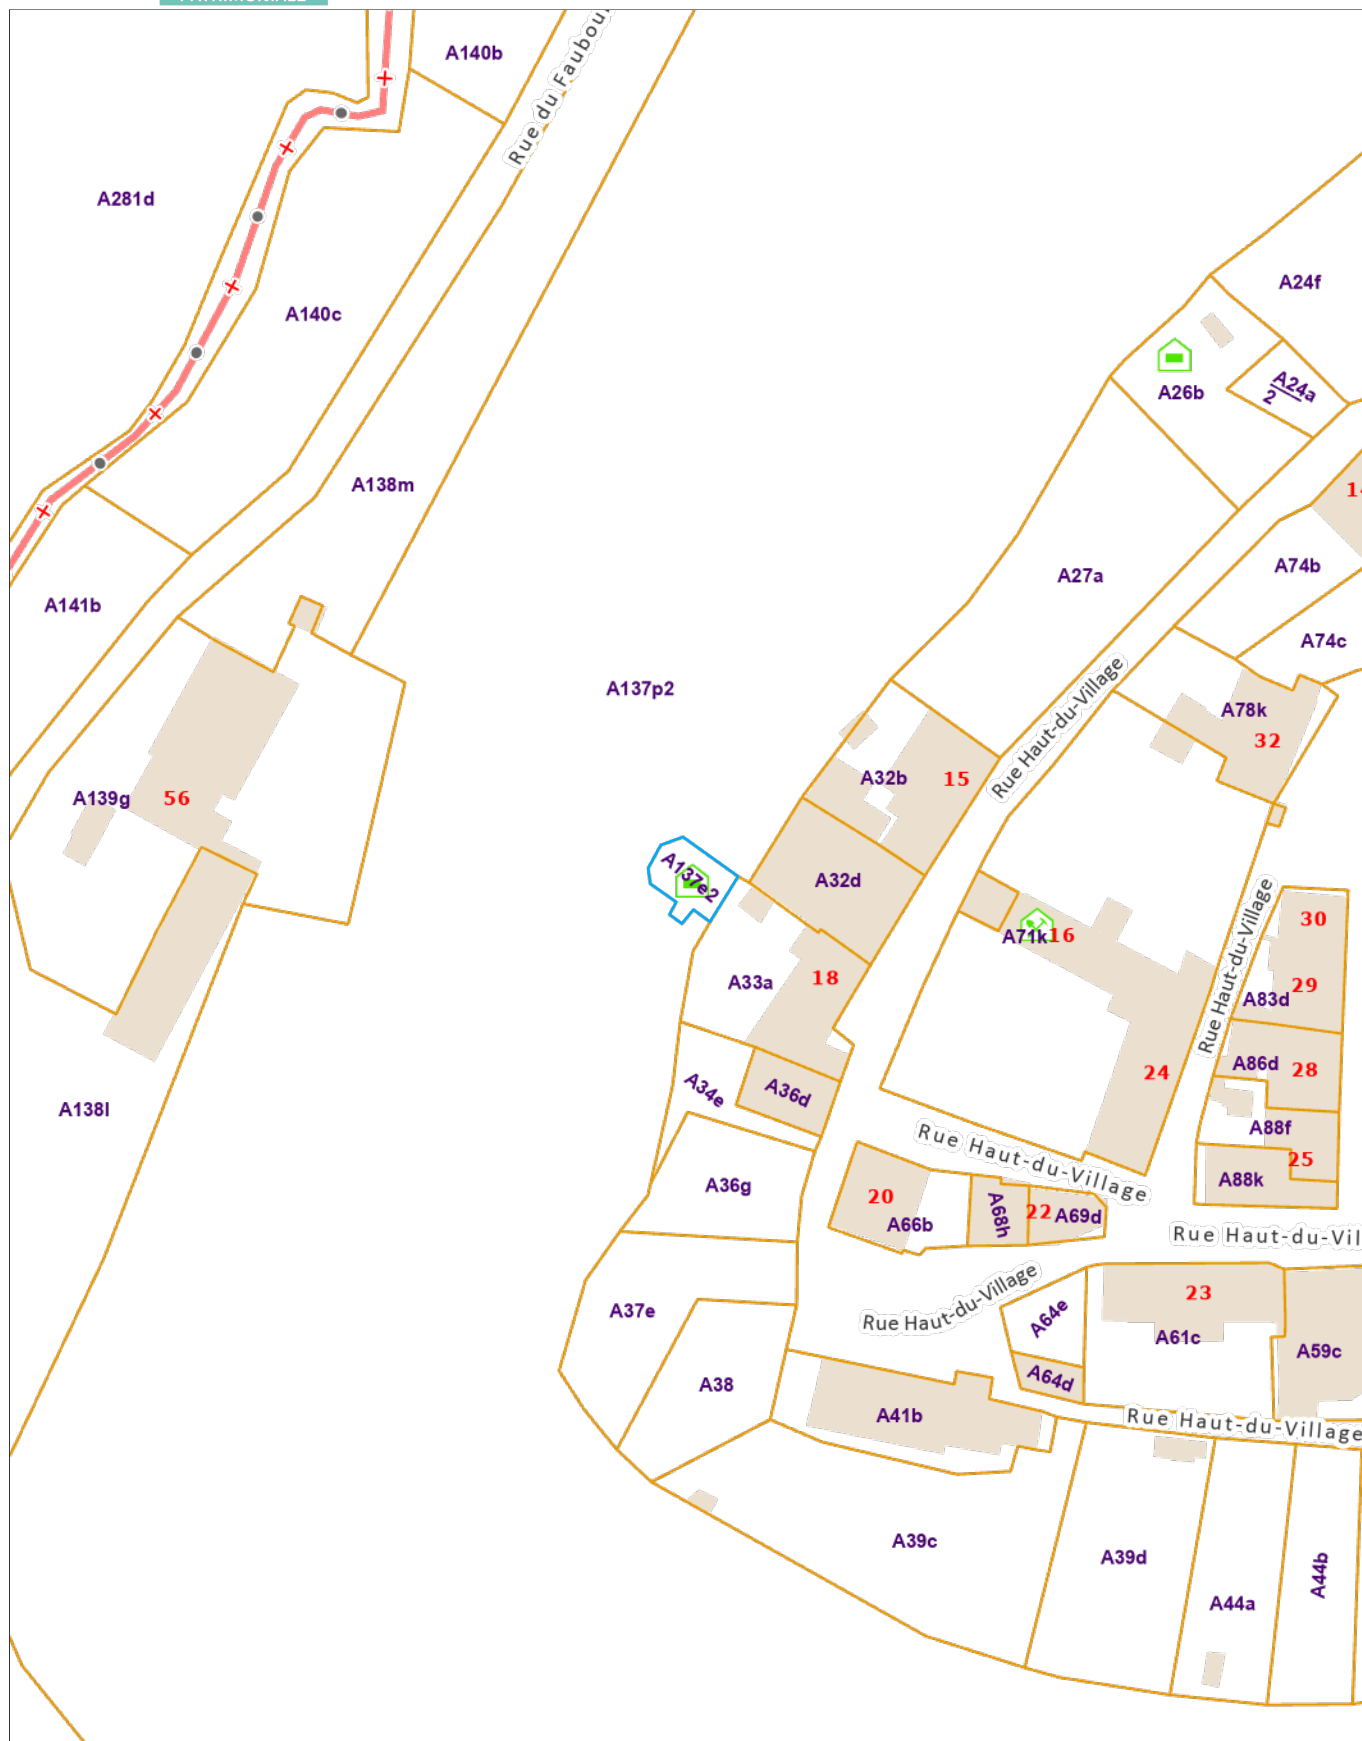 A140b
Rue du Faubou
A281d
A24f
A140c
A26b
A24a
2
A138m
14
A74b
A27a
A141b
A74c
A137p2
Rue Haut-du-Village
A78k
32
A32b
15
A139g
56
A137e2
A32d
30
A71k
16
Rue Haut-du-Village
A33a
18
29
A83d
A86d
28
24
A34e
A36d
A138l
A88f
Rue Haut-du-Village
25
A88k
A36g
20
A66b
A68h
22
A69d
Rue Haut-du-Vil
Rue Haut-du-Village
23
A37e
A64e
A61c
A59c
A64d
A38
A41b
Rue Haut-du-Village
A39c
A39d
A44b
A44a